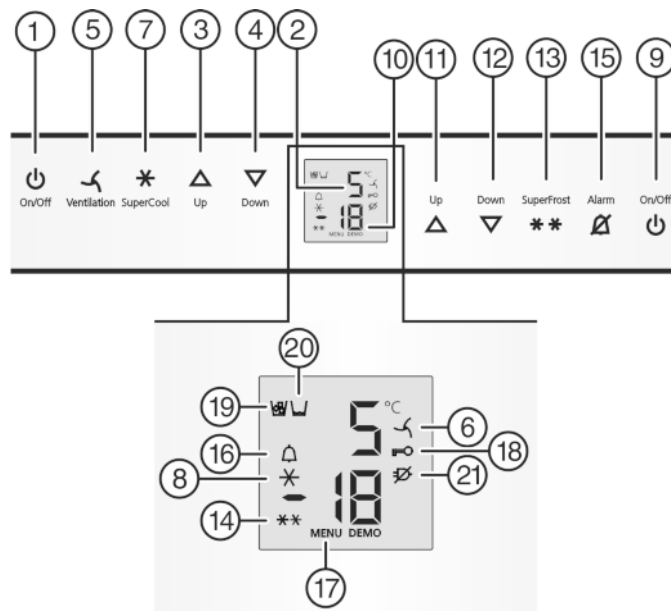 1 5 7 3 4 2 10 11 12 13 15 9
On/Off Ventilation SuperCool Up Down
5 °C
-18
MENU DEMO
Up Down SuperFrost Alarm On/Off
20
19
5 °C
6
16
18
8
21
-18
14
MENU DEMO
17